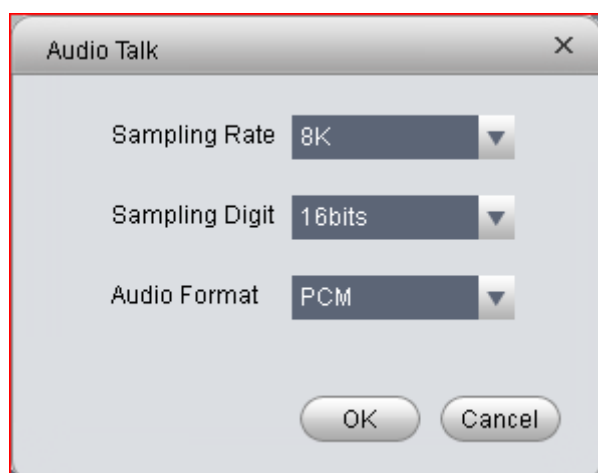 Audio Talk
Sampling Rate 8K
Sampling Digit 16bits
Audio Format PCM
OK Cancel